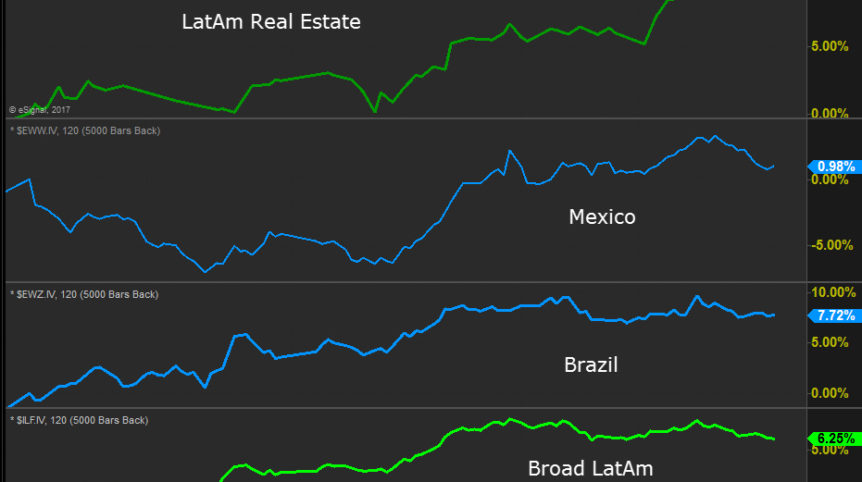 LatAm Real Estate
5.00%
© eSignal, 2017
0.00%
* $EWW.IV, 120 (5000 Bars Back)
0.98%
0.00%
Mexico
-5.00%
* $EWZ.IV, 120 (5000 Bars Back)
10.00%
7.72%
5.00%
Brazil
0.00%
* $ILF.IV, 120 (5000 Bars Back)
6.25%
5.00%
Broad LatAm